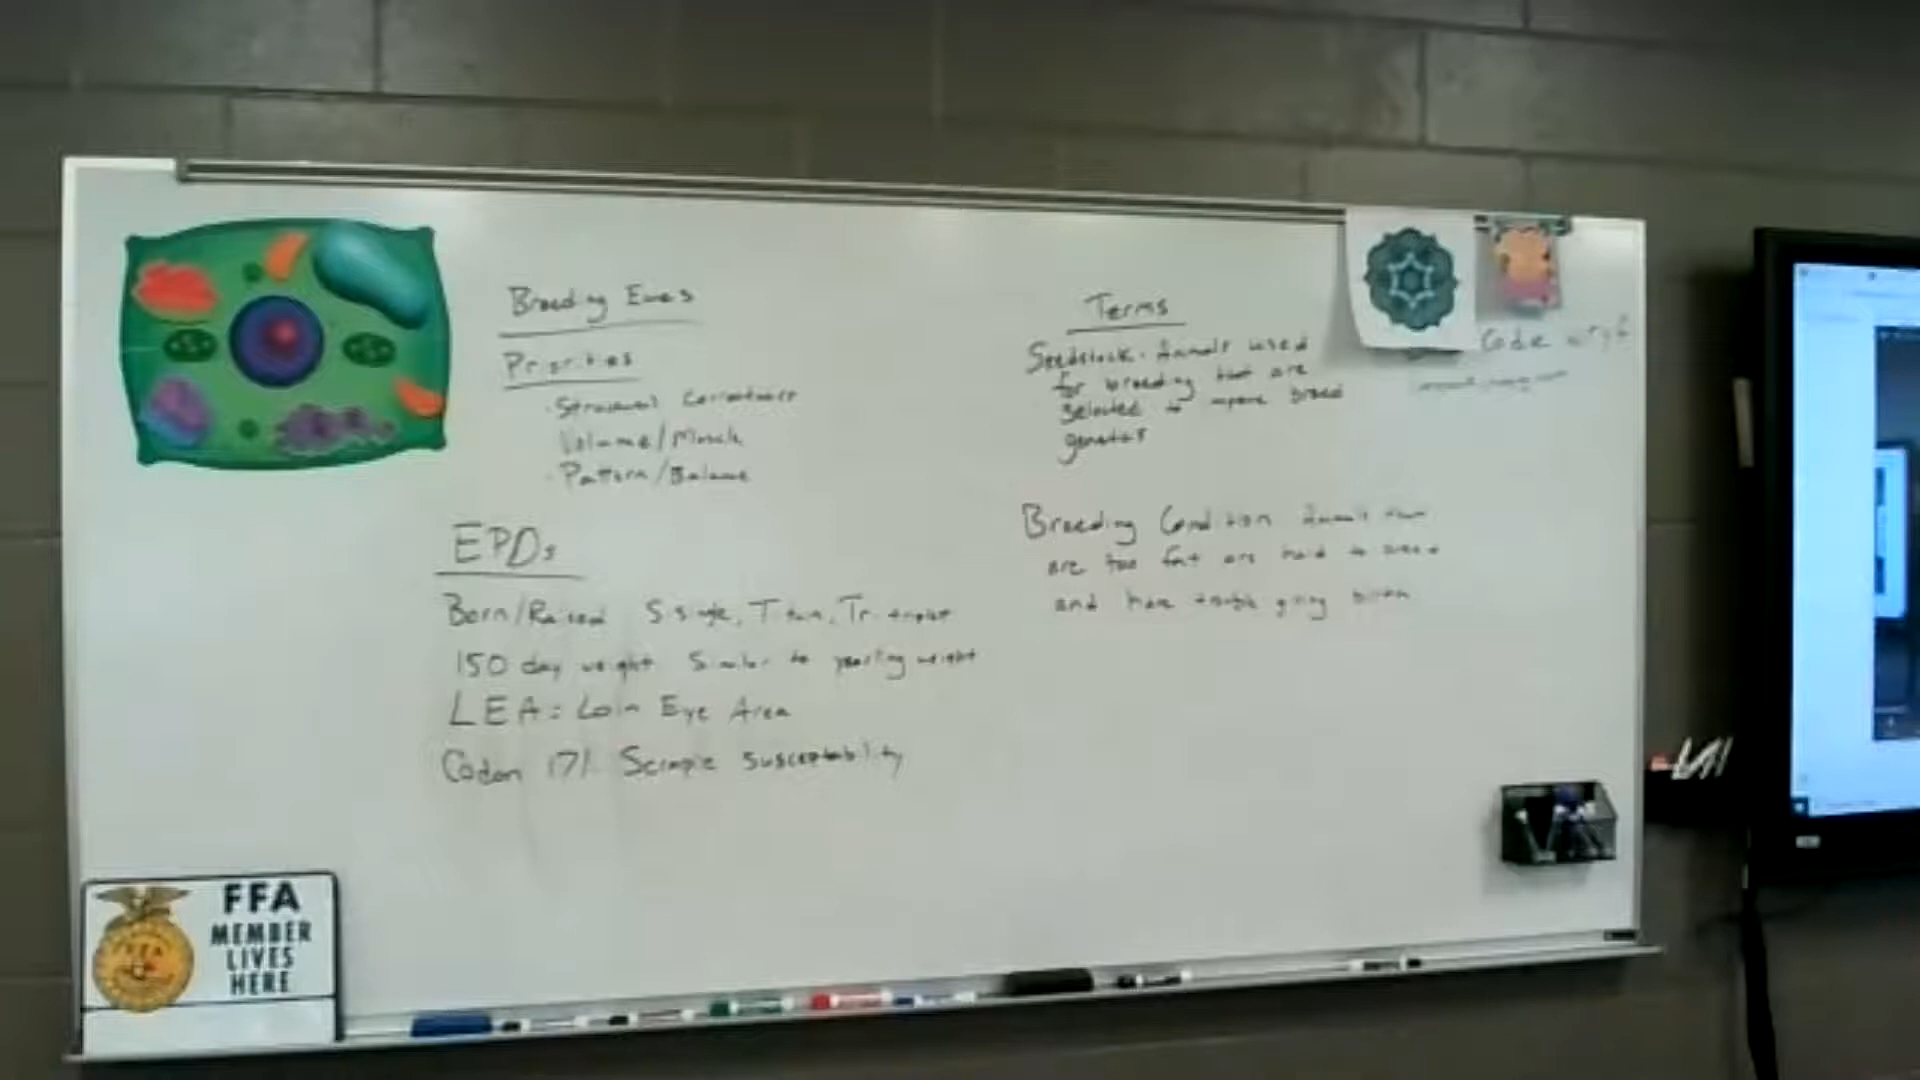 Breeding Ewes
Priorities
· Structural Correctness
Volume/Muscle
· Pattern/Balance
EPDs
Born/Raised S single, T twin, Tr-triplet
150 day weight Similar to yearling weight
LEA: Loin Eye Area
Codon 171 Scrapie susceptability
Terms
Seedstock- Animals used
for breeding that are
selected to improve breed
genetics
Breeding Condition Animals
are too fat are hard to
and have trouble giving birth
Code
FFA
MEMBER
LIVES
HERE